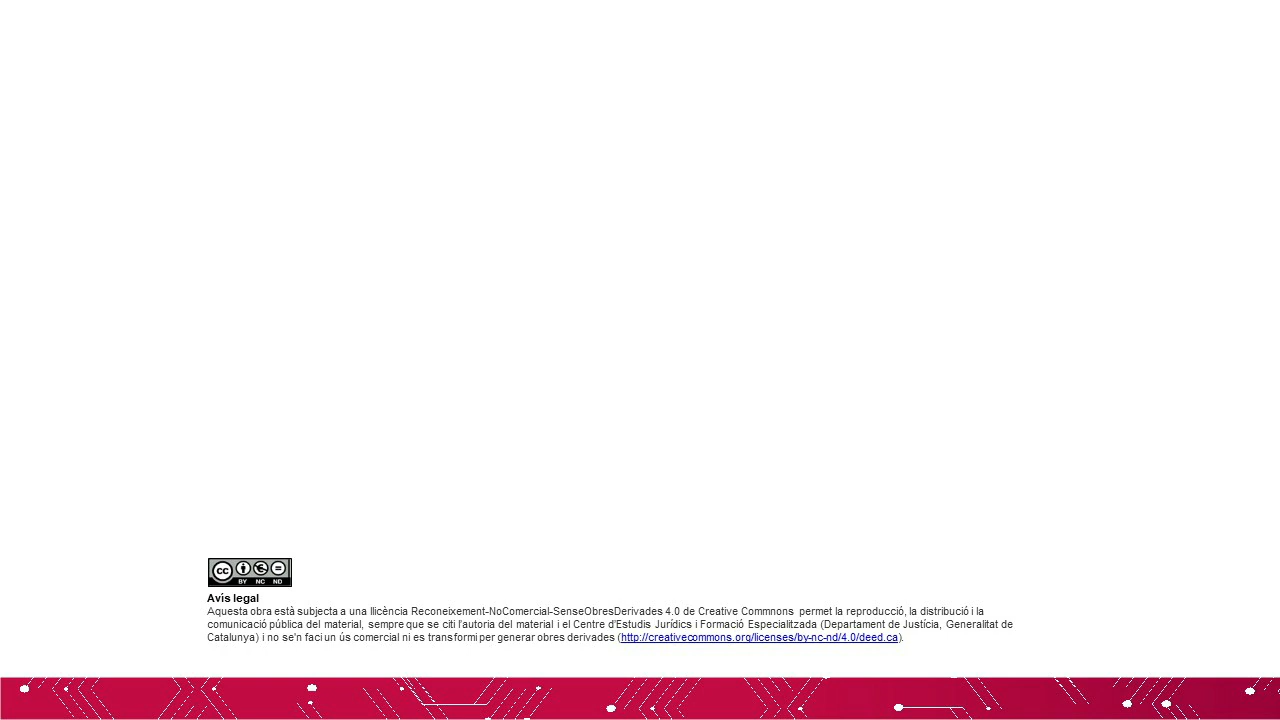 cc
BY NC ND
Avís legal
Aquesta obra està subjecta a una llicència Reconeixement-NoComercial-SenseObresDerivades 4.0 de Creative Commnons permet la reproducció, la distribució i la
comunicació pública del material, sempre que se citi l'autoria del material i el Centre d'Estudis Jurídics i Formació Especialitzada (Departament de Justícia, Generalitat de
Catalunya) i no se'n faci un ús comercial ni es transformi per generar obres derivades (http://creativecommons.org/licenses/by-nc-nd/4.0/deed.ca).